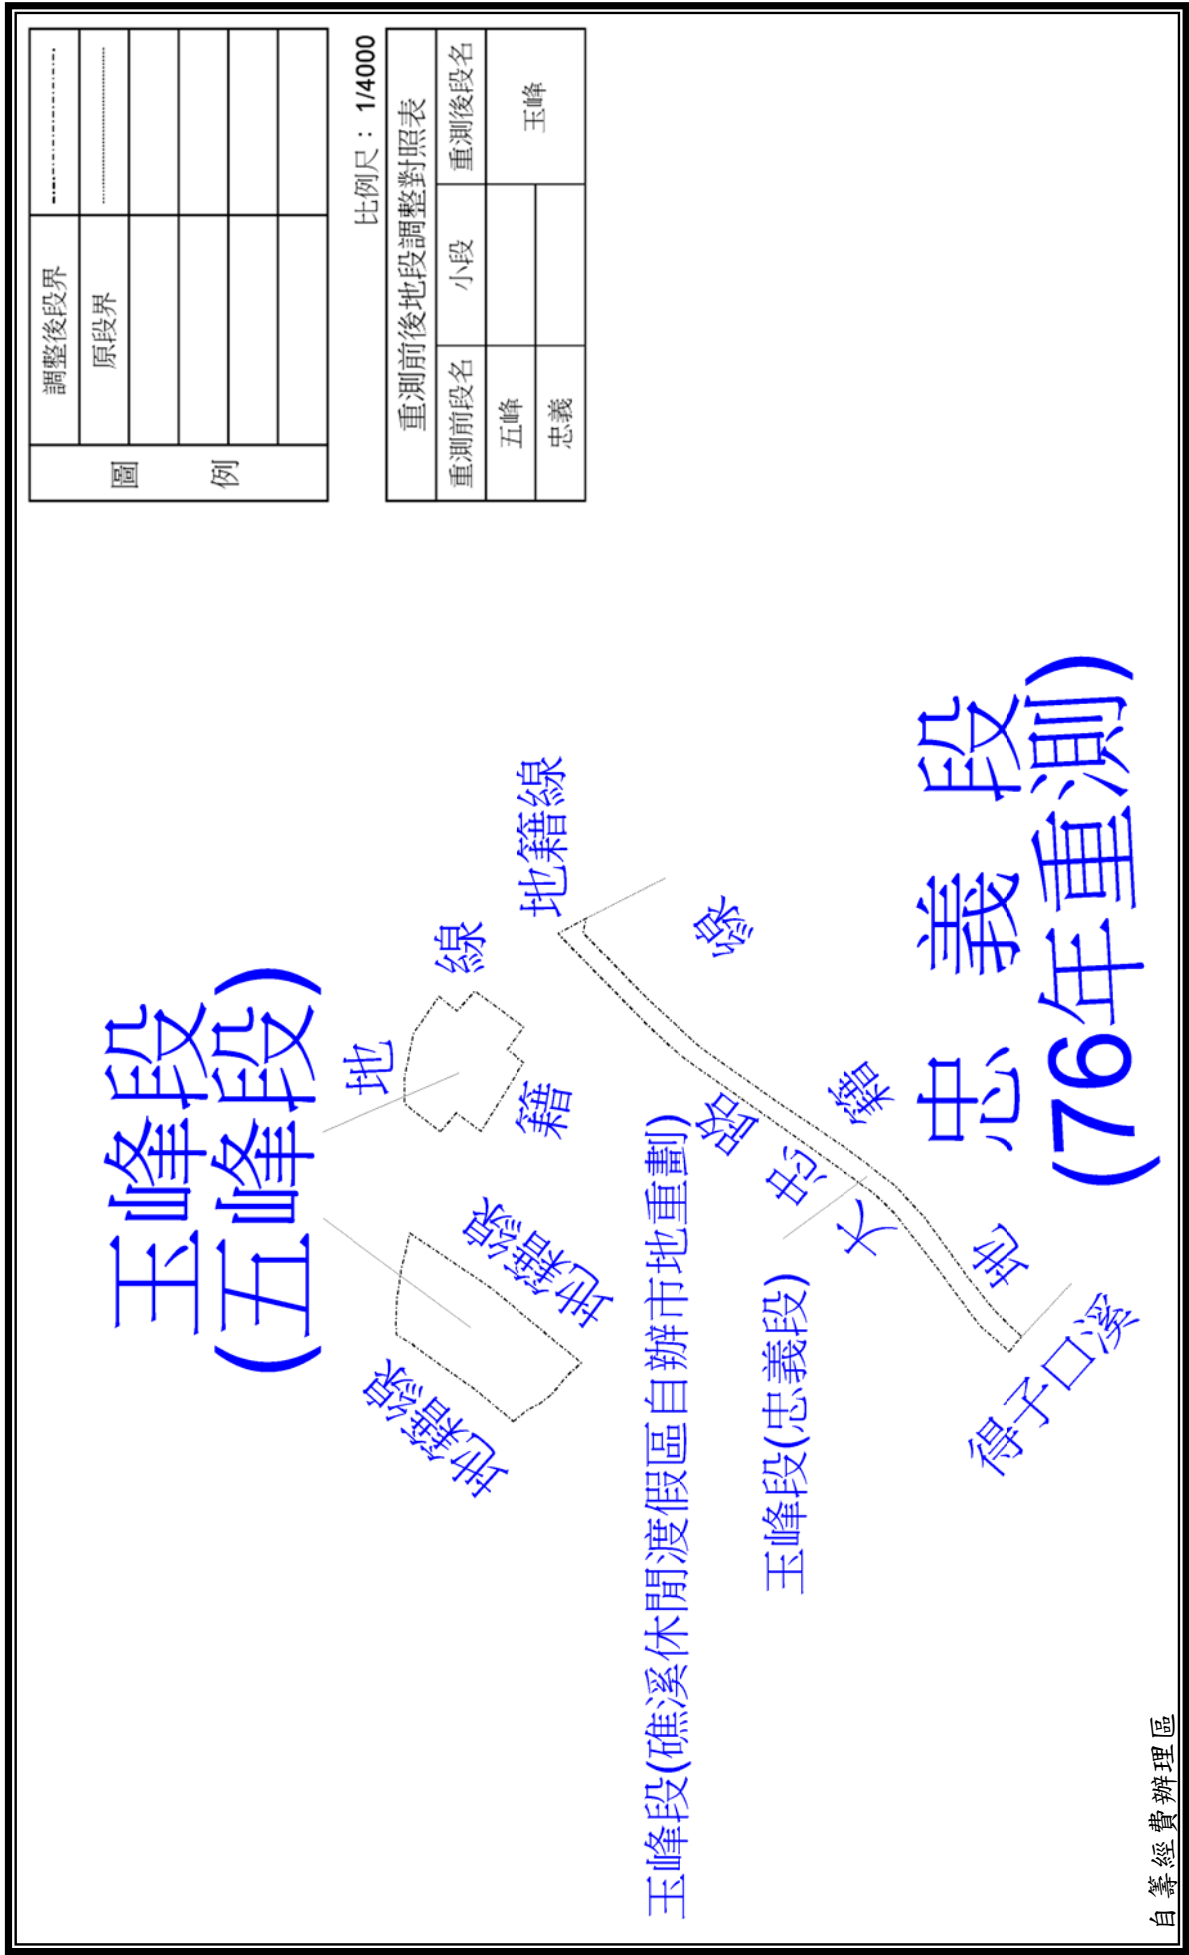 圖例
調整後段界
原段界
比例尺：1/4000
重測前後地段調整對照表
重測前段名 小段 重測後段名
五峰 玉峰
忠義
玉峰段
(五峰段)
地籍線
地籍線
地籍線
地籍線
玉峰段(礁溪休閒渡假區自辦市地重劃)
玉峰段(忠義段)
大忠路
地籍線
得子口溪
忠義段
(76年重測)
自籌經費辦理區